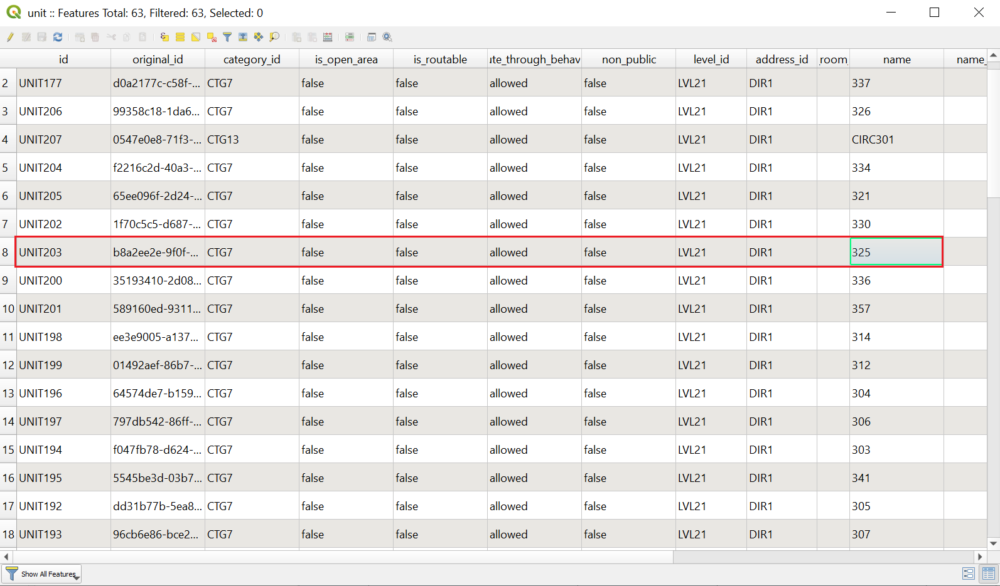 unit :: Features Total: 63, Filtered: 63, Selected: 0
id original_id category_id is_open_area is_routable ute_through_behav non_public level_id address_id _room_ name name_
2 UNIT177 d0a2177c-c58f-... CTG7 false false allowed false LVL21 DIR1 337
3 UNIT206 99358c18-1da6... CTG7 false false allowed false LVL21 DIR1 326
4 UNIT207 0547e0e8-71f3-... CTG13 false false allowed false LVL21 DIR1 CIRC301
5 UNIT204 f2216c2d-40a3-... CTG7 false false allowed false LVL21 DIR1 334
6 UNIT205 65ee096f-2d24-... CTG7 false false allowed false LVL21 DIR1 321
7 UNIT202 1f70c5c5-d687-... CTG7 false false allowed false LVL21 DIR1 330
8 UNIT203 b8a2ee2e-9f0f-... CTG7 false false allowed false LVL21 DIR1 325
9 UNIT200 35193410-2d08... CTG7 false false allowed false LVL21 DIR1 336
10 UNIT201 589160ed-9311... CTG7 false false allowed false LVL21 DIR1 357
11 UNIT198 ee3e9005-a137... CTG7 false false allowed false LVL21 DIR1 314
12 UNIT199 01492aef-86b7-... CTG7 false false allowed false LVL21 DIR1 312
13 UNIT196 64574de7-b159... CTG7 false false allowed false LVL21 DIR1 304
14 UNIT197 797db542-86ff-... CTG7 false false allowed false LVL21 DIR1 306
15 UNIT194 f047fb78-d624-... CTG7 false false allowed false LVL21 DIR1 303
16 UNIT195 5545be3d-03b7... CTG7 false false allowed false LVL21 DIR1 341
17 UNIT192 dd31b77b-5ea8... CTG7 false false allowed false LVL21 DIR1 305
18 UNIT193 96cb6e86-bce2... CTG7 false false allowed false LVL21 DIR1 307
Show All Features